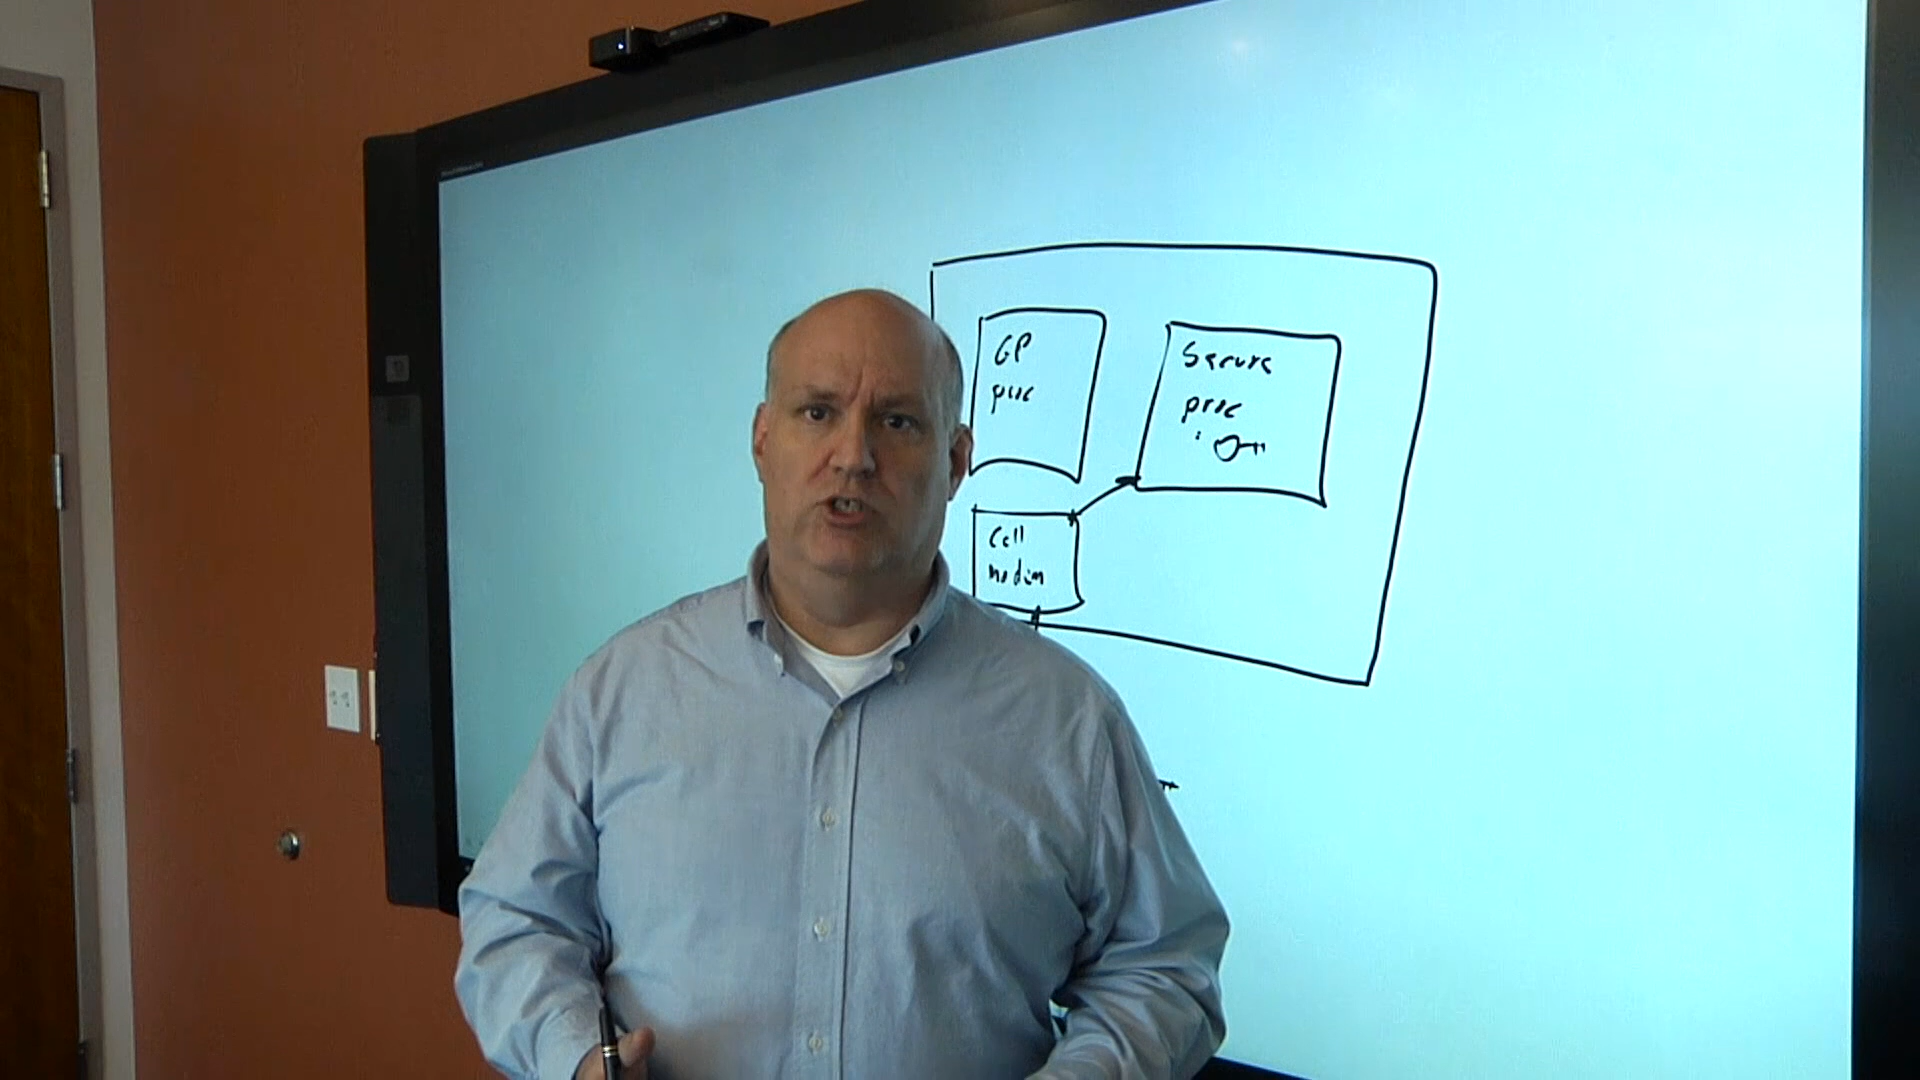 GP
proc
Secure
proc
Cell
modem